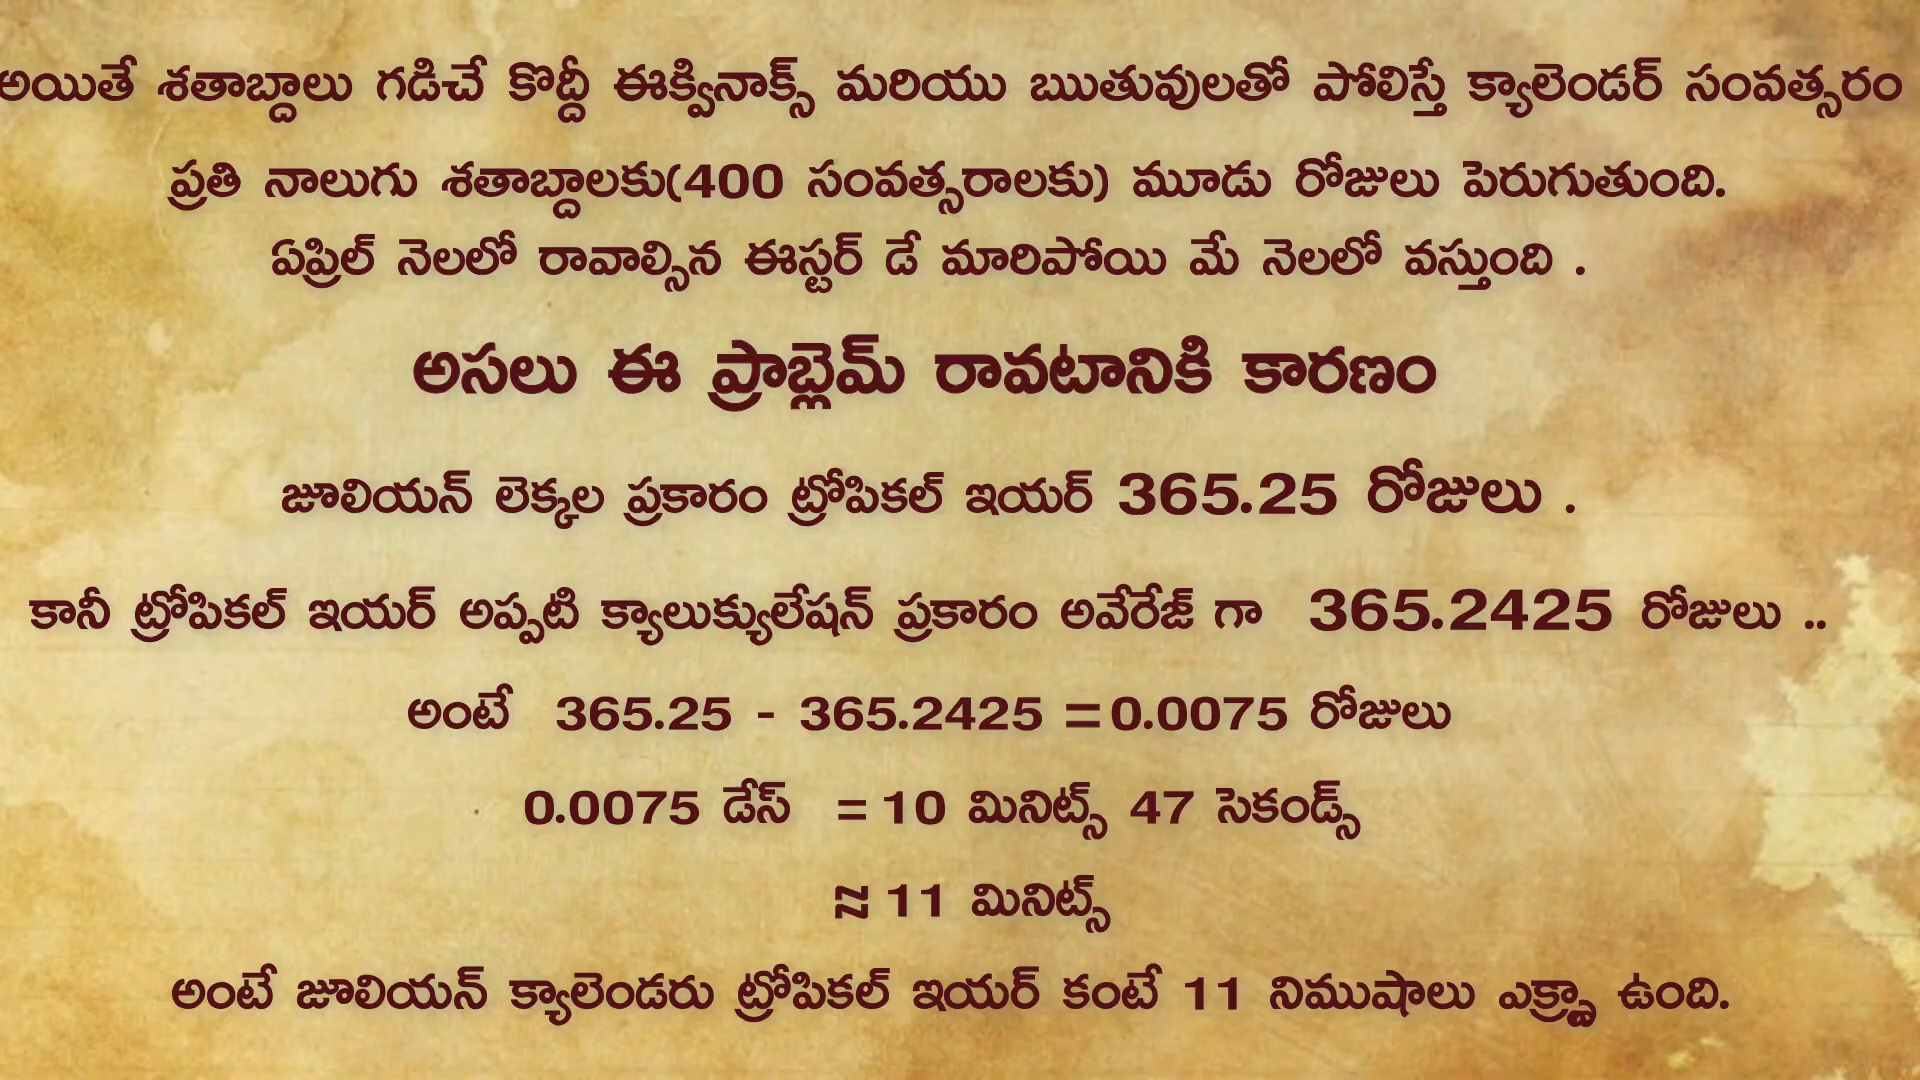 అయితే శతాబ్దాలు గడిచే కొద్దీ ఈక్వినాక్స్ మరియు ఋతువులతో పోలిస్తే క్యాలెండర్ సంవత్సరం
ప్రతి నాలుగు శతాబ్దాలకు(400 సంవత్సరాలకు) మూడు రోజులు పెరుగుతుంది.
ఏప్రిల్ నెలలో రావాల్సిన ఈస్టర్ డే మారిపోయి మే నెలలో వస్తుంది .
అసలు ఈ ప్రాబ్లెమ్ రావటానికి కారణం
జూలియన్ లెక్కల ప్రకారం ట్రోపికల్ ఇయర్ 365.25 రోజులు .
కానీ ట్రోపికల్ ఇయర్ అప్పటి క్యాలుక్యులేషన్ ప్రకారం అవేరేజ్ గా 365.2425 రోజులు ..
అంటే 365.25 - 365.2425 =0.0075 రోజులు
0.0075 డేస్ =10 మినిట్స్ 47 సెకండ్స్
≈ 11 మినిట్స్
అంటే జూలియన్ క్యాలెండరు ట్రోపికల్ ఇయర్ కంటే 11 నిముషాలు ఎక్స్ట్రా ఉంది.